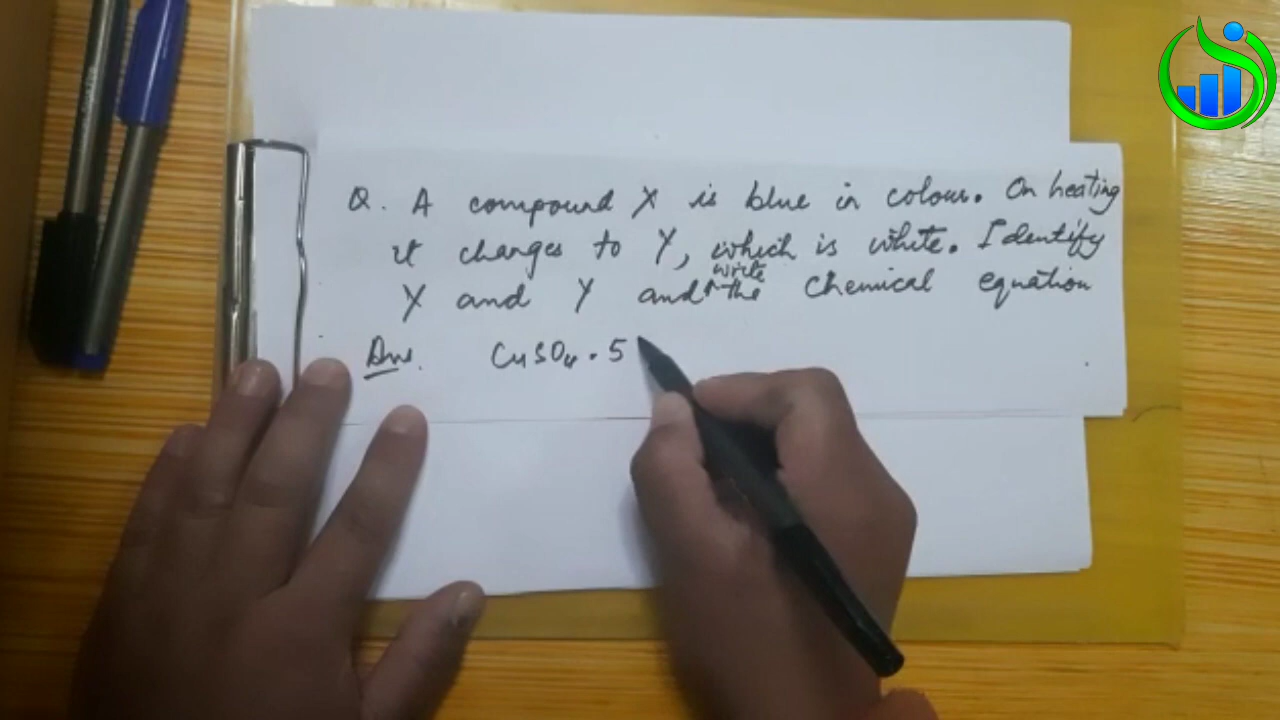 Q. A compound X is blue in colour. On heating
it changes to Y, which is white. Identify
X and Y and write the chemical equation
Ans. CuSO₄ . 5